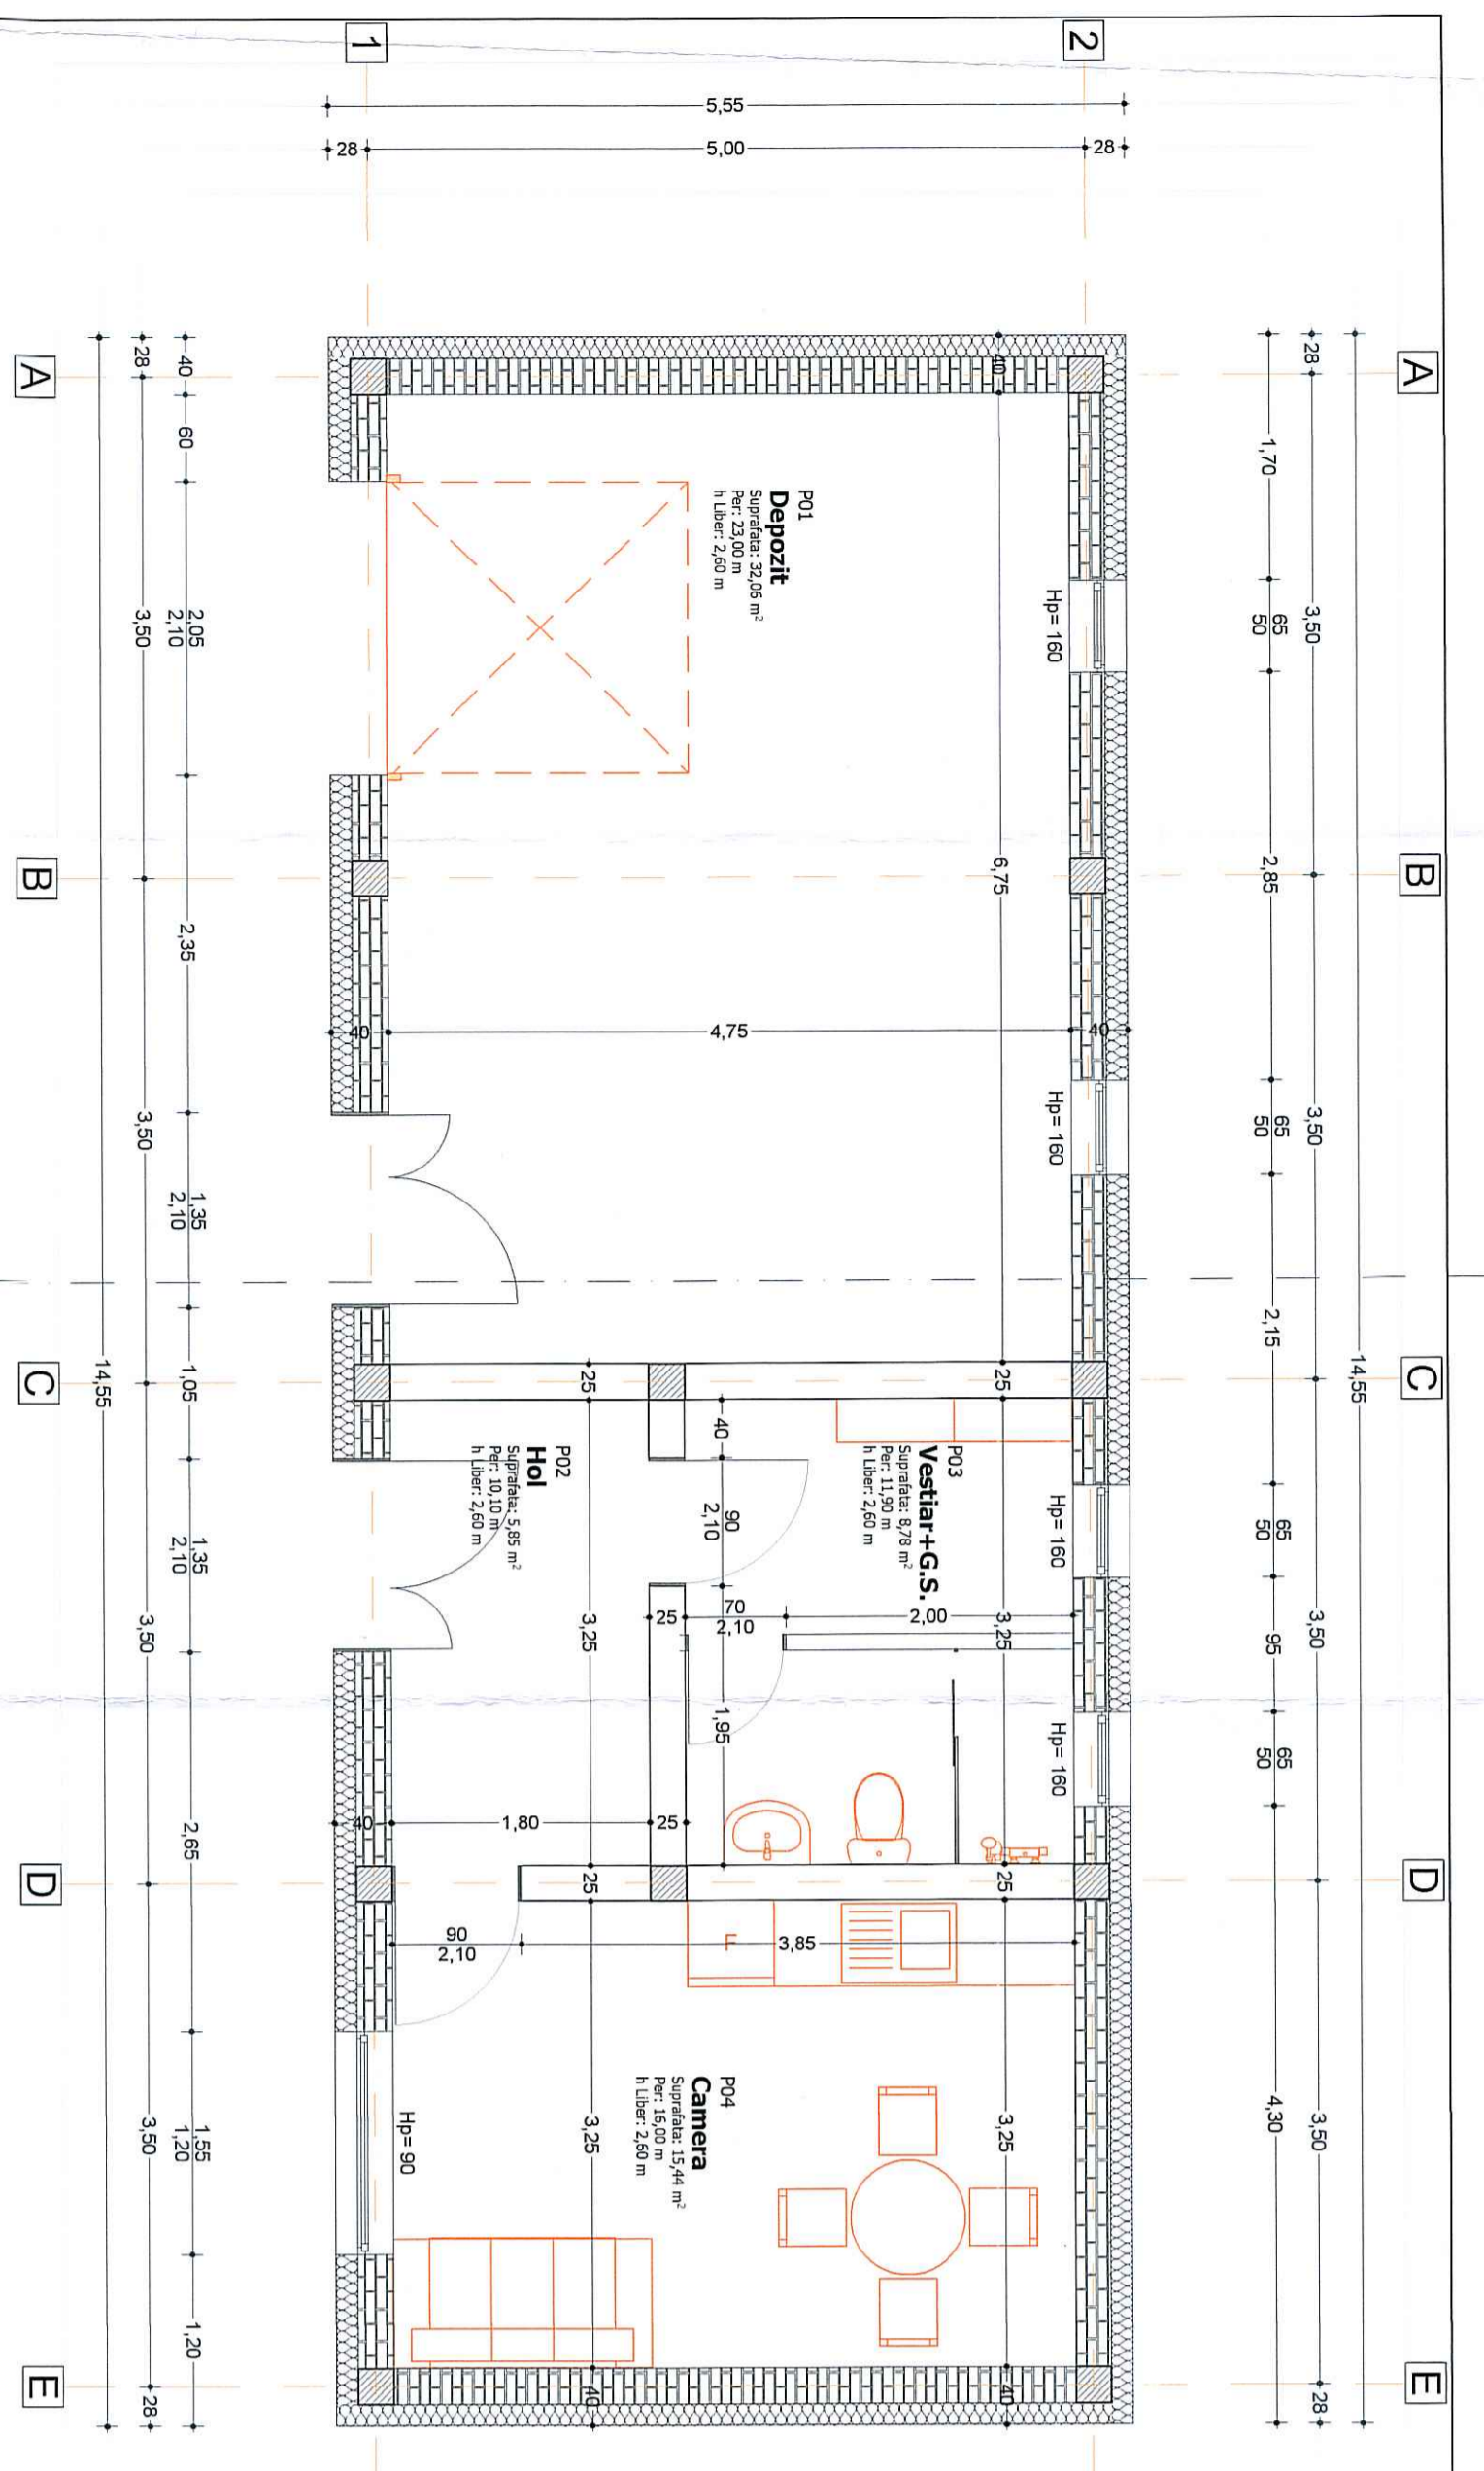 A
B
C
D
E
14,55
28
3,50
3,50
3,50
3,50
28
1,70
65
50
2,85
65
50
2,15
65
50
95
65
50
4,30
2
28
5,55
5,00
28
1
Hp= 160
Hp= 160
Hp= 160
Hp= 160
40
6,75
25
3,25
25
3,25
40
P01
Depozit
Suprafata: 32,06 m²
Per: 23,00 m
h Liber: 2,60 m
40
4,75
40
P03
Vestiar+G.S.
Suprafata: 8,78 m²
Per: 11,90 m
h Liber: 2,60 m
2,00
70
2,10
25
40
90
2,10
1,95
25
1,80
40
P02
Hol
Suprafata: 5,85 m²
Per: 10,10 m
h Liber: 2,60 m
25
3,25
25
3,25
40
F
3,85
90
2,10
P04
Camera
Suprafata: 15,44 m²
Per: 16,00 m
h Liber: 2,60 m
Hp= 90
40
60
2,05
2,10
2,35
1,35
2,10
1,05
1,35
2,10
2,65
1,55
1,20
1,20
28
3,50
3,50
3,50
3,50
28
14,55
A
B
C
D
E